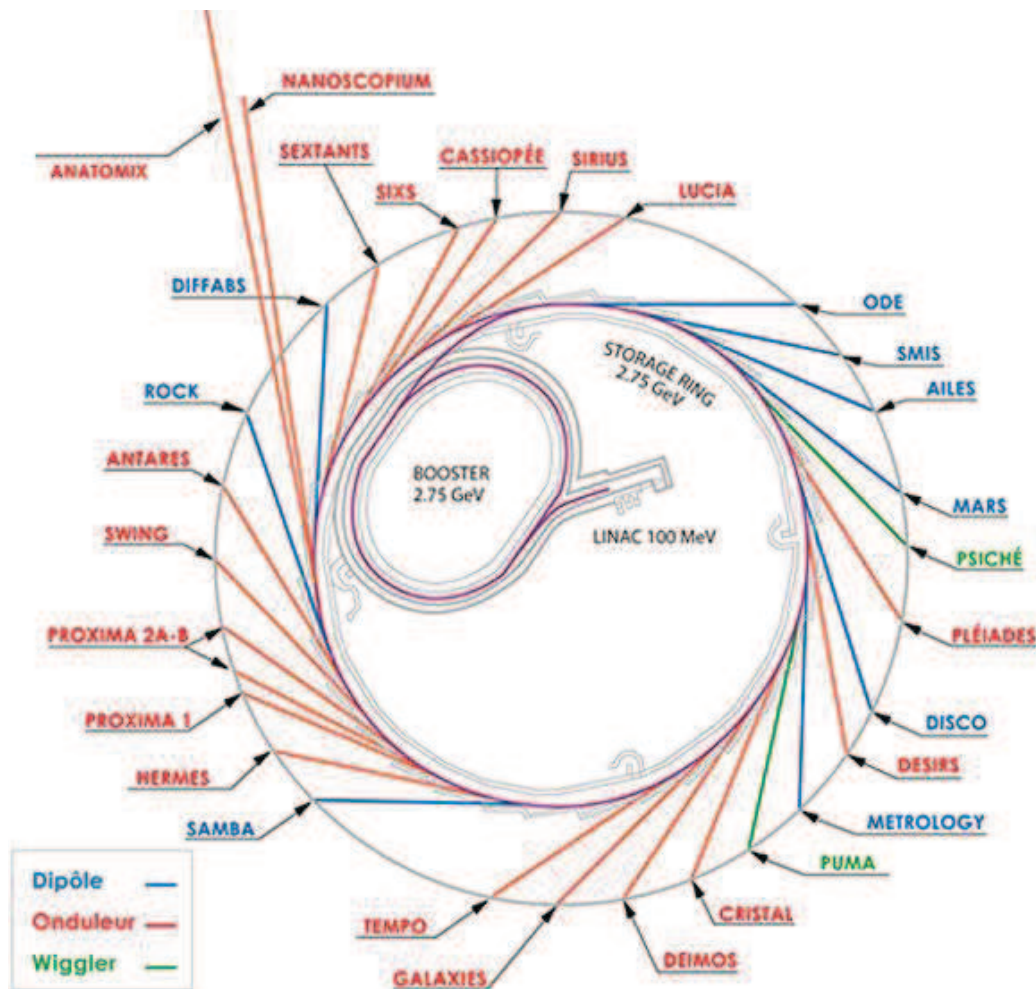 NANOSCOPIUM
ANATOMIX
SEXTANTS
CASSIOPÉE
SIRIUS
SIXS
LUCIA
DIFFABS
ODE
SMIS
ROCK
AILES
STORAGE RING
2.75 GeV
ANTARES
BOOSTER
2.75 GeV
MARS
SWING
LINAC 100 MeV
PSICHÉ
PROXIMA 2A-B
PLÉIADES
PROXIMA 1
DISCO
HERMES
DESIRS
SAMBA
METROLOGY
PUMA
Dipôle
Onduleur
Wiggler
TEMPO
CRISTAL
GALAXIES
DEIMOS